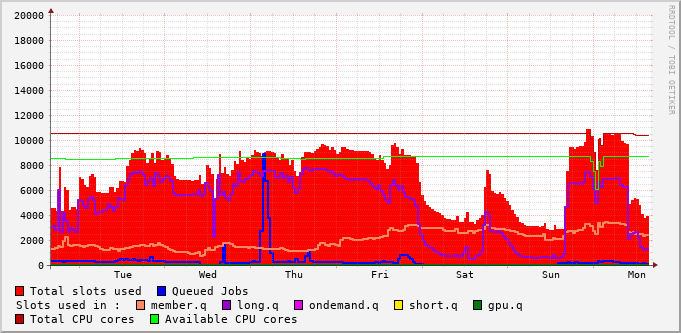 20000
18000
16000
14000
12000
10000
8000
6000
4000
2000
0
Tue Wed Thu Fri Sat Sun Mon
Total slots used Queued Jobs
Slots used in : member.q long.q ondemand.q short.q gpu.q
Total CPU cores Available CPU cores
RRDTOOL / TOBI OETIKER